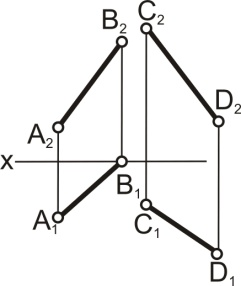 B₂ C₂
A₂ D₂
x
A₁ B₁ C₁
D₁